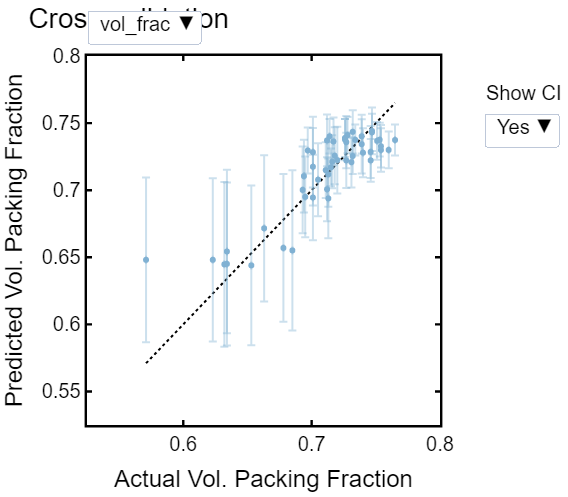 vol_frac ▼
0.8
0.75
0.7
0.65
0.6
0.55
Predicted Vol. Packing Fraction
0.6
0.7
0.8
Actual Vol. Packing Fraction
Show CI
Yes ▼